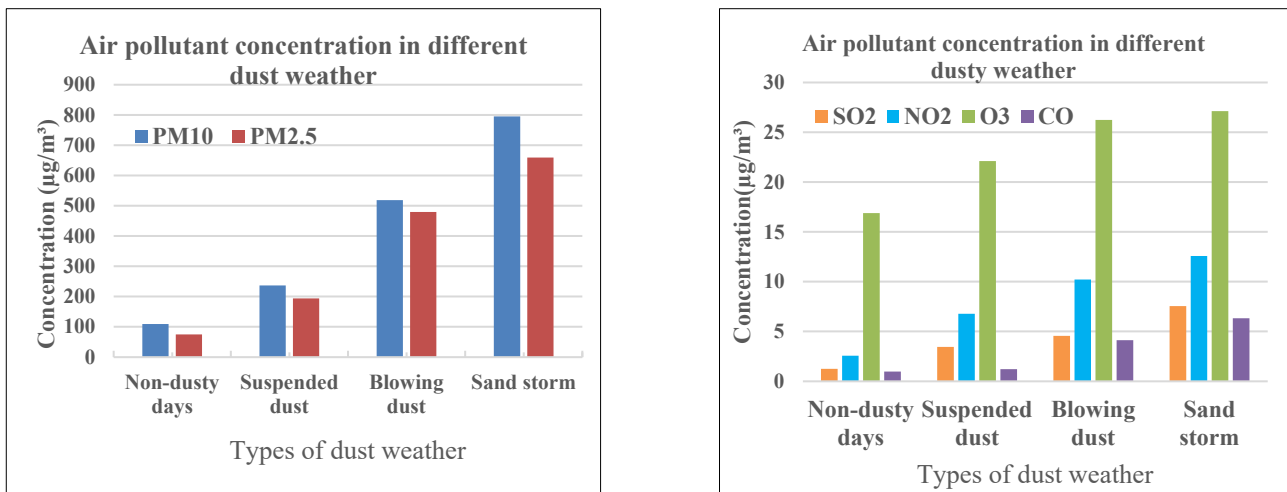 Air pollutant concentration in different
dust weather
900
800
700
600
500
400
300
200
100
0
Concentration (µg/m³)
PM10 PM2.5
Non-dusty days
Suspended dust
Blowing dust
Sand storm
Types of dust weather
Air pollutant concentration in different
dusty weather
30
25
20
15
10
5
0
Concentration(µg/m³)
SO2 NO2 O3 CO
Non-dusty days
Suspended dust
Blowing dust
Sand storm
Types of dust weather